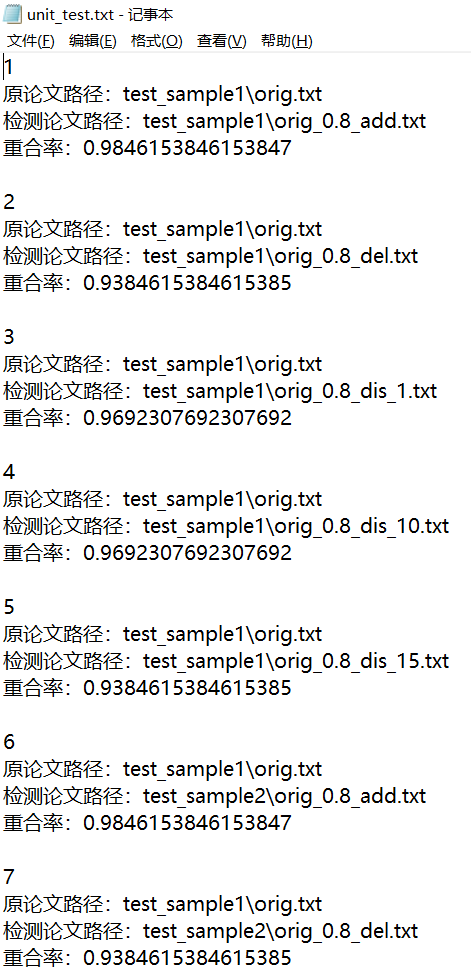 unit_test.txt - 记事本
文件(F) 编辑(E) 格式(O) 查看(V) 帮助(H)
1
原论文路径：test_sample1\orig.txt
检测论文路径：test_sample1\orig_0.8_add.txt
重合率：0.9846153846153847
2
原论文路径：test_sample1\orig.txt
检测论文路径：test_sample1\orig_0.8_del.txt
重合率：0.9384615384615385
3
原论文路径：test_sample1\orig.txt
检测论文路径：test_sample1\orig_0.8_dis_1.txt
重合率：0.9692307692307692
4
原论文路径：test_sample1\orig.txt
检测论文路径：test_sample1\orig_0.8_dis_10.txt
重合率：0.9692307692307692
5
原论文路径：test_sample1\orig.txt
检测论文路径：test_sample1\orig_0.8_dis_15.txt
重合率：0.9384615384615385
6
原论文路径：test_sample1\orig.txt
检测论文路径：test_sample2\orig_0.8_add.txt
重合率：0.9846153846153847
7
原论文路径：test_sample1\orig.txt
检测论文路径：test_sample2\orig_0.8_del.txt
重合率：0.9384615384615385